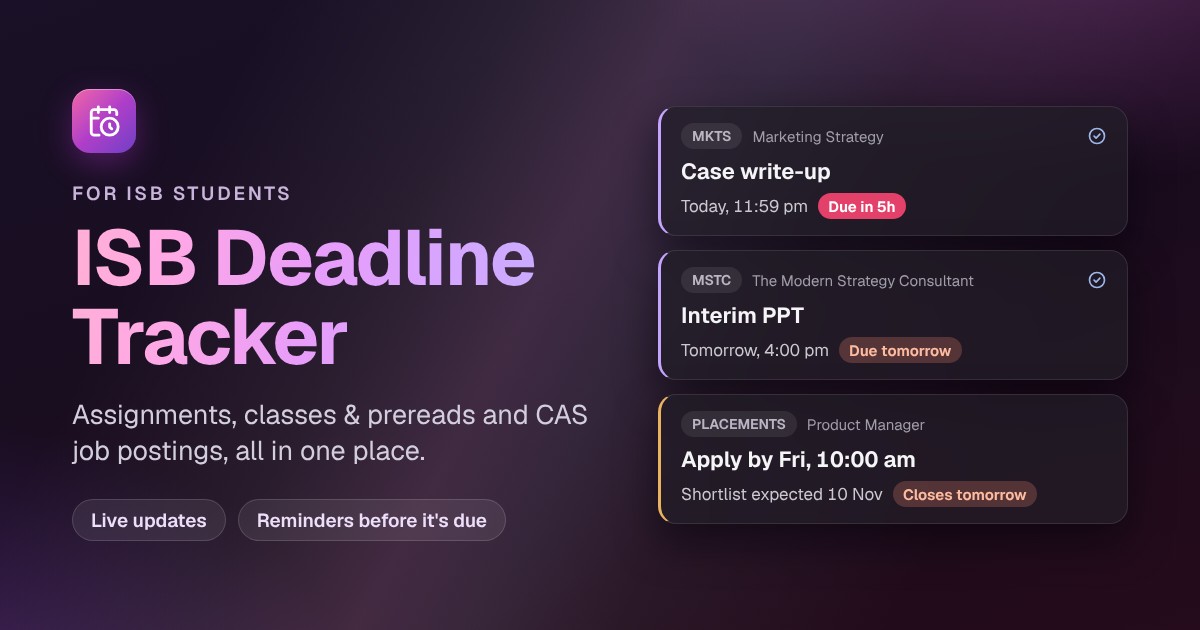 FOR ISB STUDENTS
ISB Deadline
Tracker
Assignments, classes & prereads and CAS
job postings, all in one place.
Live updates
Reminders before it's due
MKTS Marketing Strategy
Case write-up
Today, 11:59 pm Due in 5h
MSTC The Modern Strategy Consultant
Interim PPT
Tomorrow, 4:00 pm Due tomorrow
PLACEMENTS Product Manager
Apply by Fri, 10:00 am
Shortlist expected 10 Nov Closes tomorrow